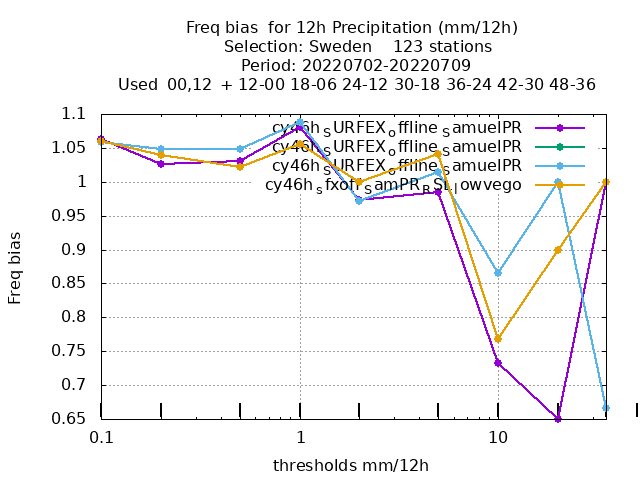 Freq bias  for 12h Precipitation (mm/12h)
Selection: Sweden    123 stations
Period: 20220702-20220709
Used  00,12  + 12-00 18-06 24-12 30-18 36-24 42-30 48-36
cy46h_SURFEX_offline_SamuelPR
cy46h_SURFEX_offline_SamuelPR
cy46h_SURFEX_offline_SamuelPR
cy46h_sfxofl_SamPR_RSL_lowvego
1.1
1.05
1
0.95
0.9
0.85
0.8
0.75
0.7
0.65
Freq bias
0.1 1 10
thresholds mm/12h